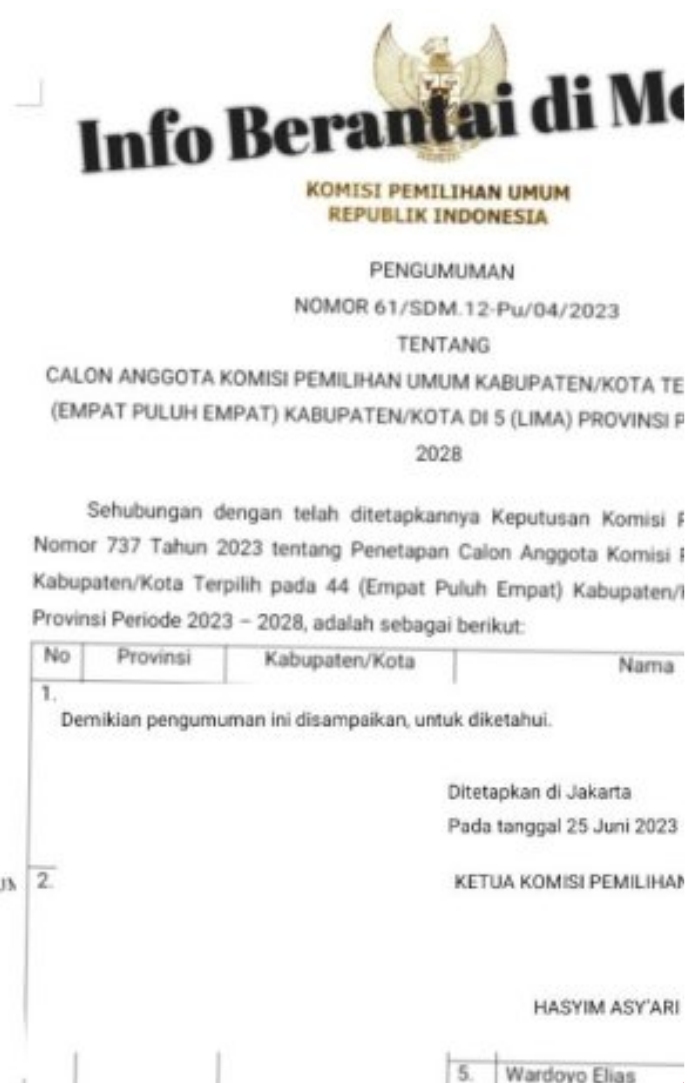 Info Berantai di Me
KOMISI PEMILIHAN UMUM
REPUBLIK INDONESIA
PENGUMUMAN
NOMOR 61/SDM.12-Pu/04/2023
TENTANG
CALON ANGGOTA KOMISI PEMILIHAN UMUM KABUPATEN/KOTA TE
(EMPAT PULUH EMPAT) KABUPATEN/KOTA DI 5 (LIMA) PROVINSI P
2028
Sehubungan dengan telah ditetapkannya Keputusan Komisi P
Nomor 737 Tahun 2023 tentang Penetapan Calon Anggota Komisi P
Kabupaten/Kota Terpilih pada 44 (Empat Puluh Empat) Kabupaten/
Provinsi Periode 2023 – 2028, adalah sebagai berikut:
No Provinsi Kabupaten/Kota Nama
1.
Demikian pengumuman ini disampaikan, untuk diketahui.
Ditetapkan di Jakarta
Pada tanggal 25 Juni 2023
2.
KETUA KOMISI PEMILIHAN
HASYIM ASY'ARI
5. Wardoyo Elias